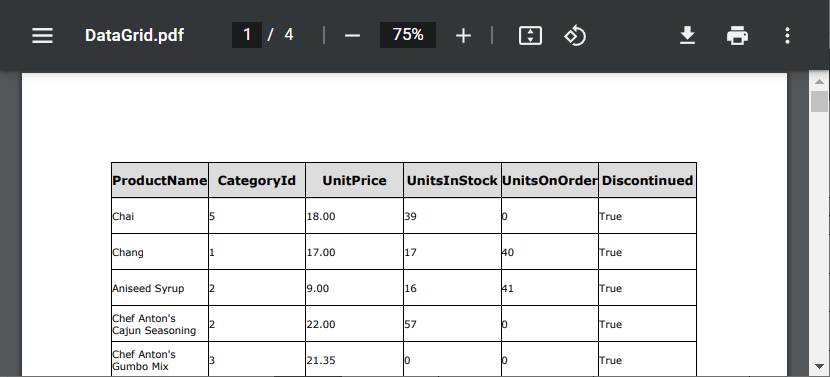 DataGrid.pdf 1 / 4 75%
ProductName CategoryId UnitPrice UnitsInStock UnitsOnOrder Discontinued
Chai 5 18.00 39 0 True
Chang 1 17.00 17 40 True
Aniseed Syrup 2 9.00 16 41 True
Chef Anton's
Cajun Seasoning 2 22.00 57 0 True
Chef Anton's
Gumbo Mix 3 21.35 0 0 True